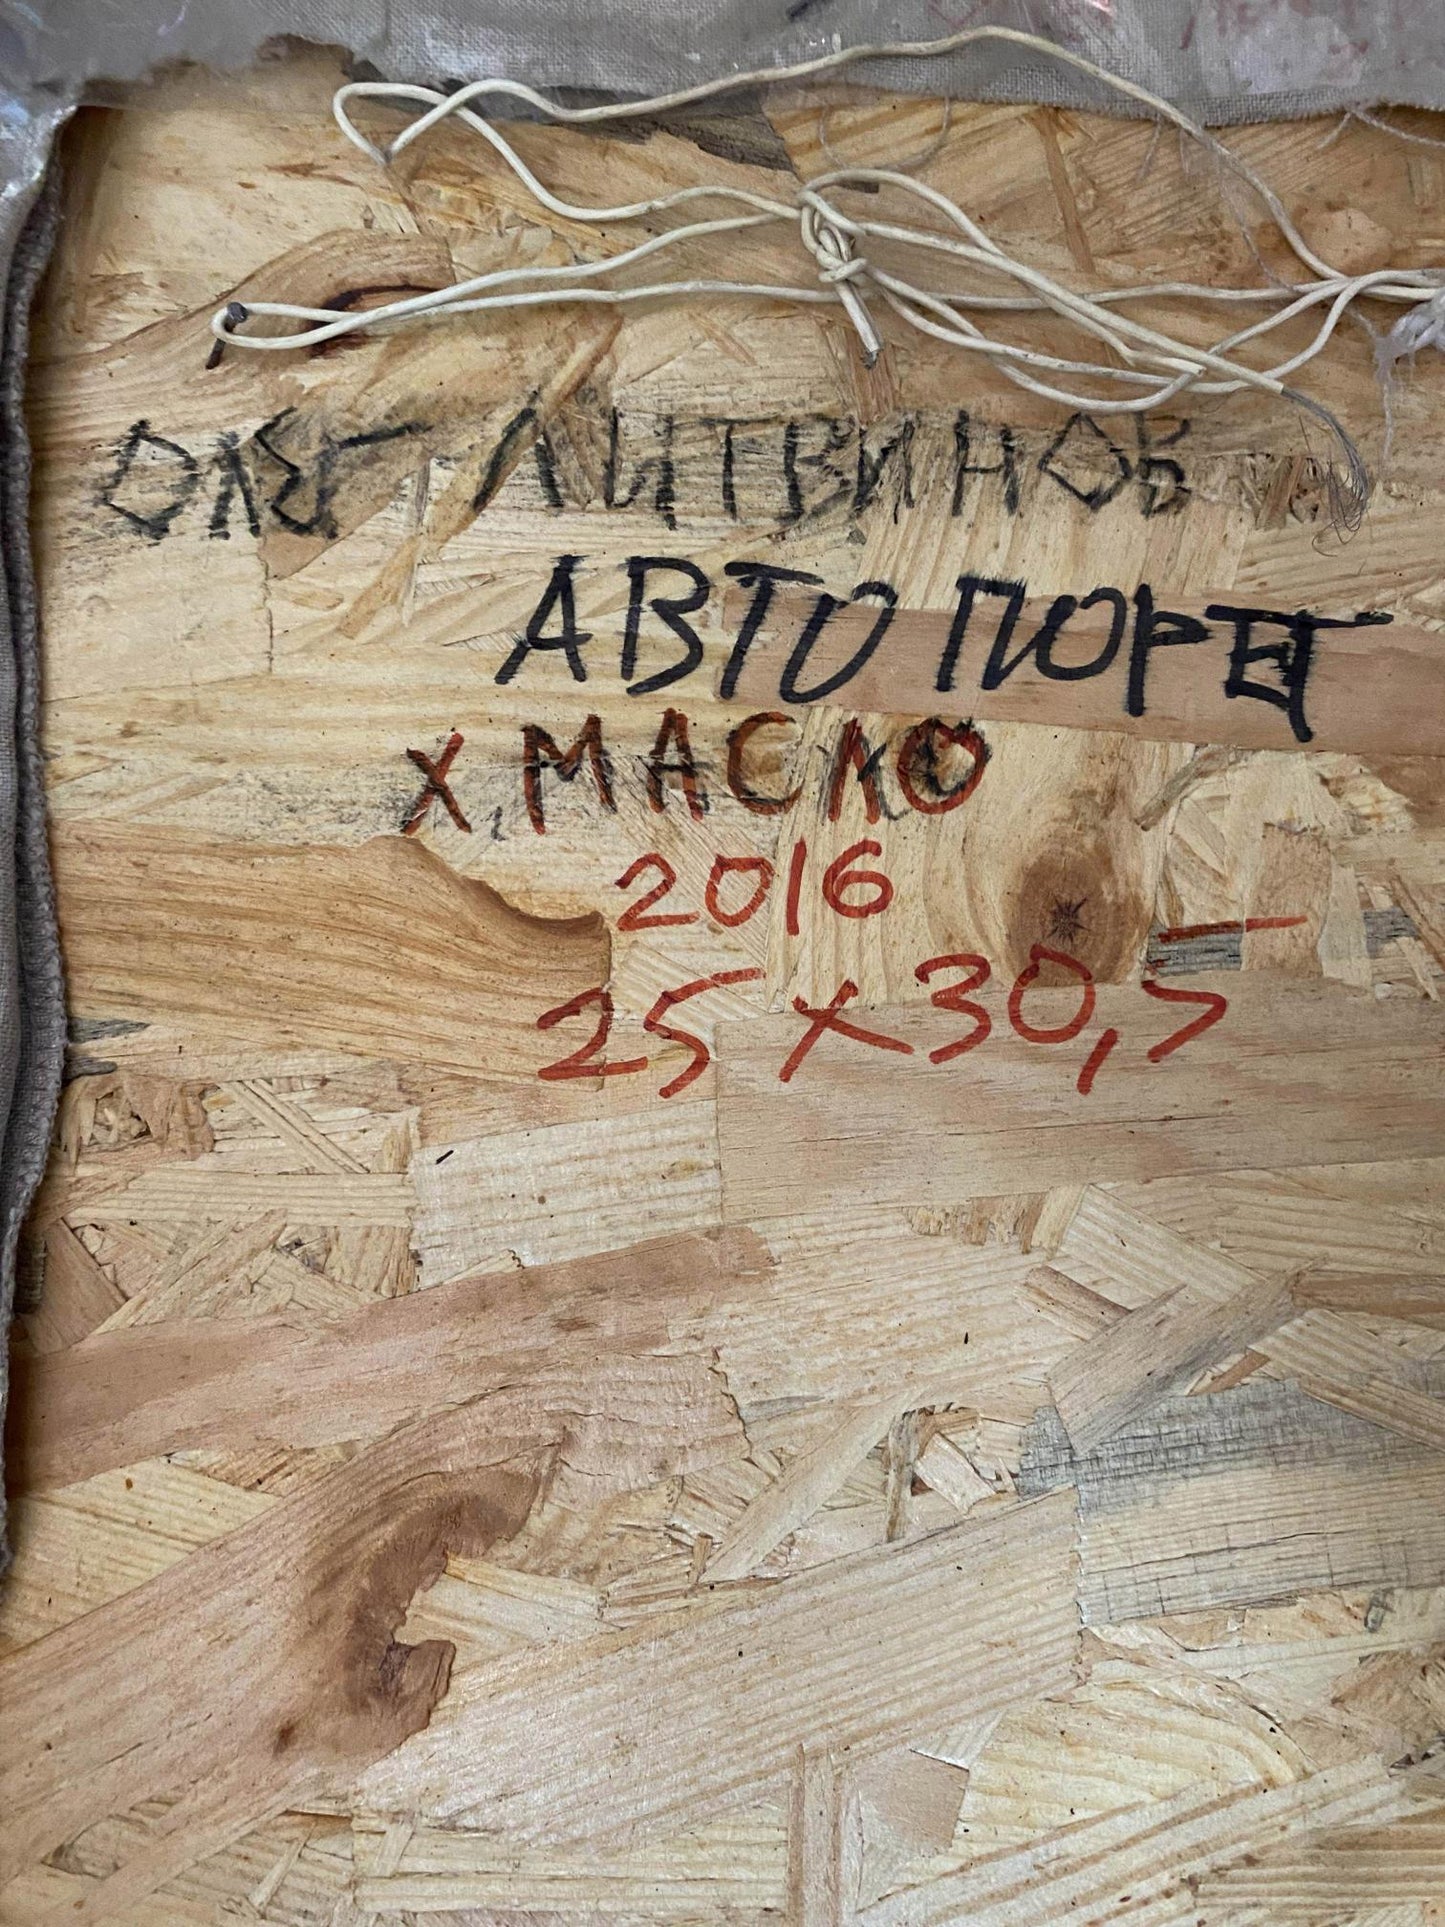 ОЛЕГ ЛИТВИНОВ
АВТОПОРЕТ
Х. МАСЛО
2016
25 х 30,5